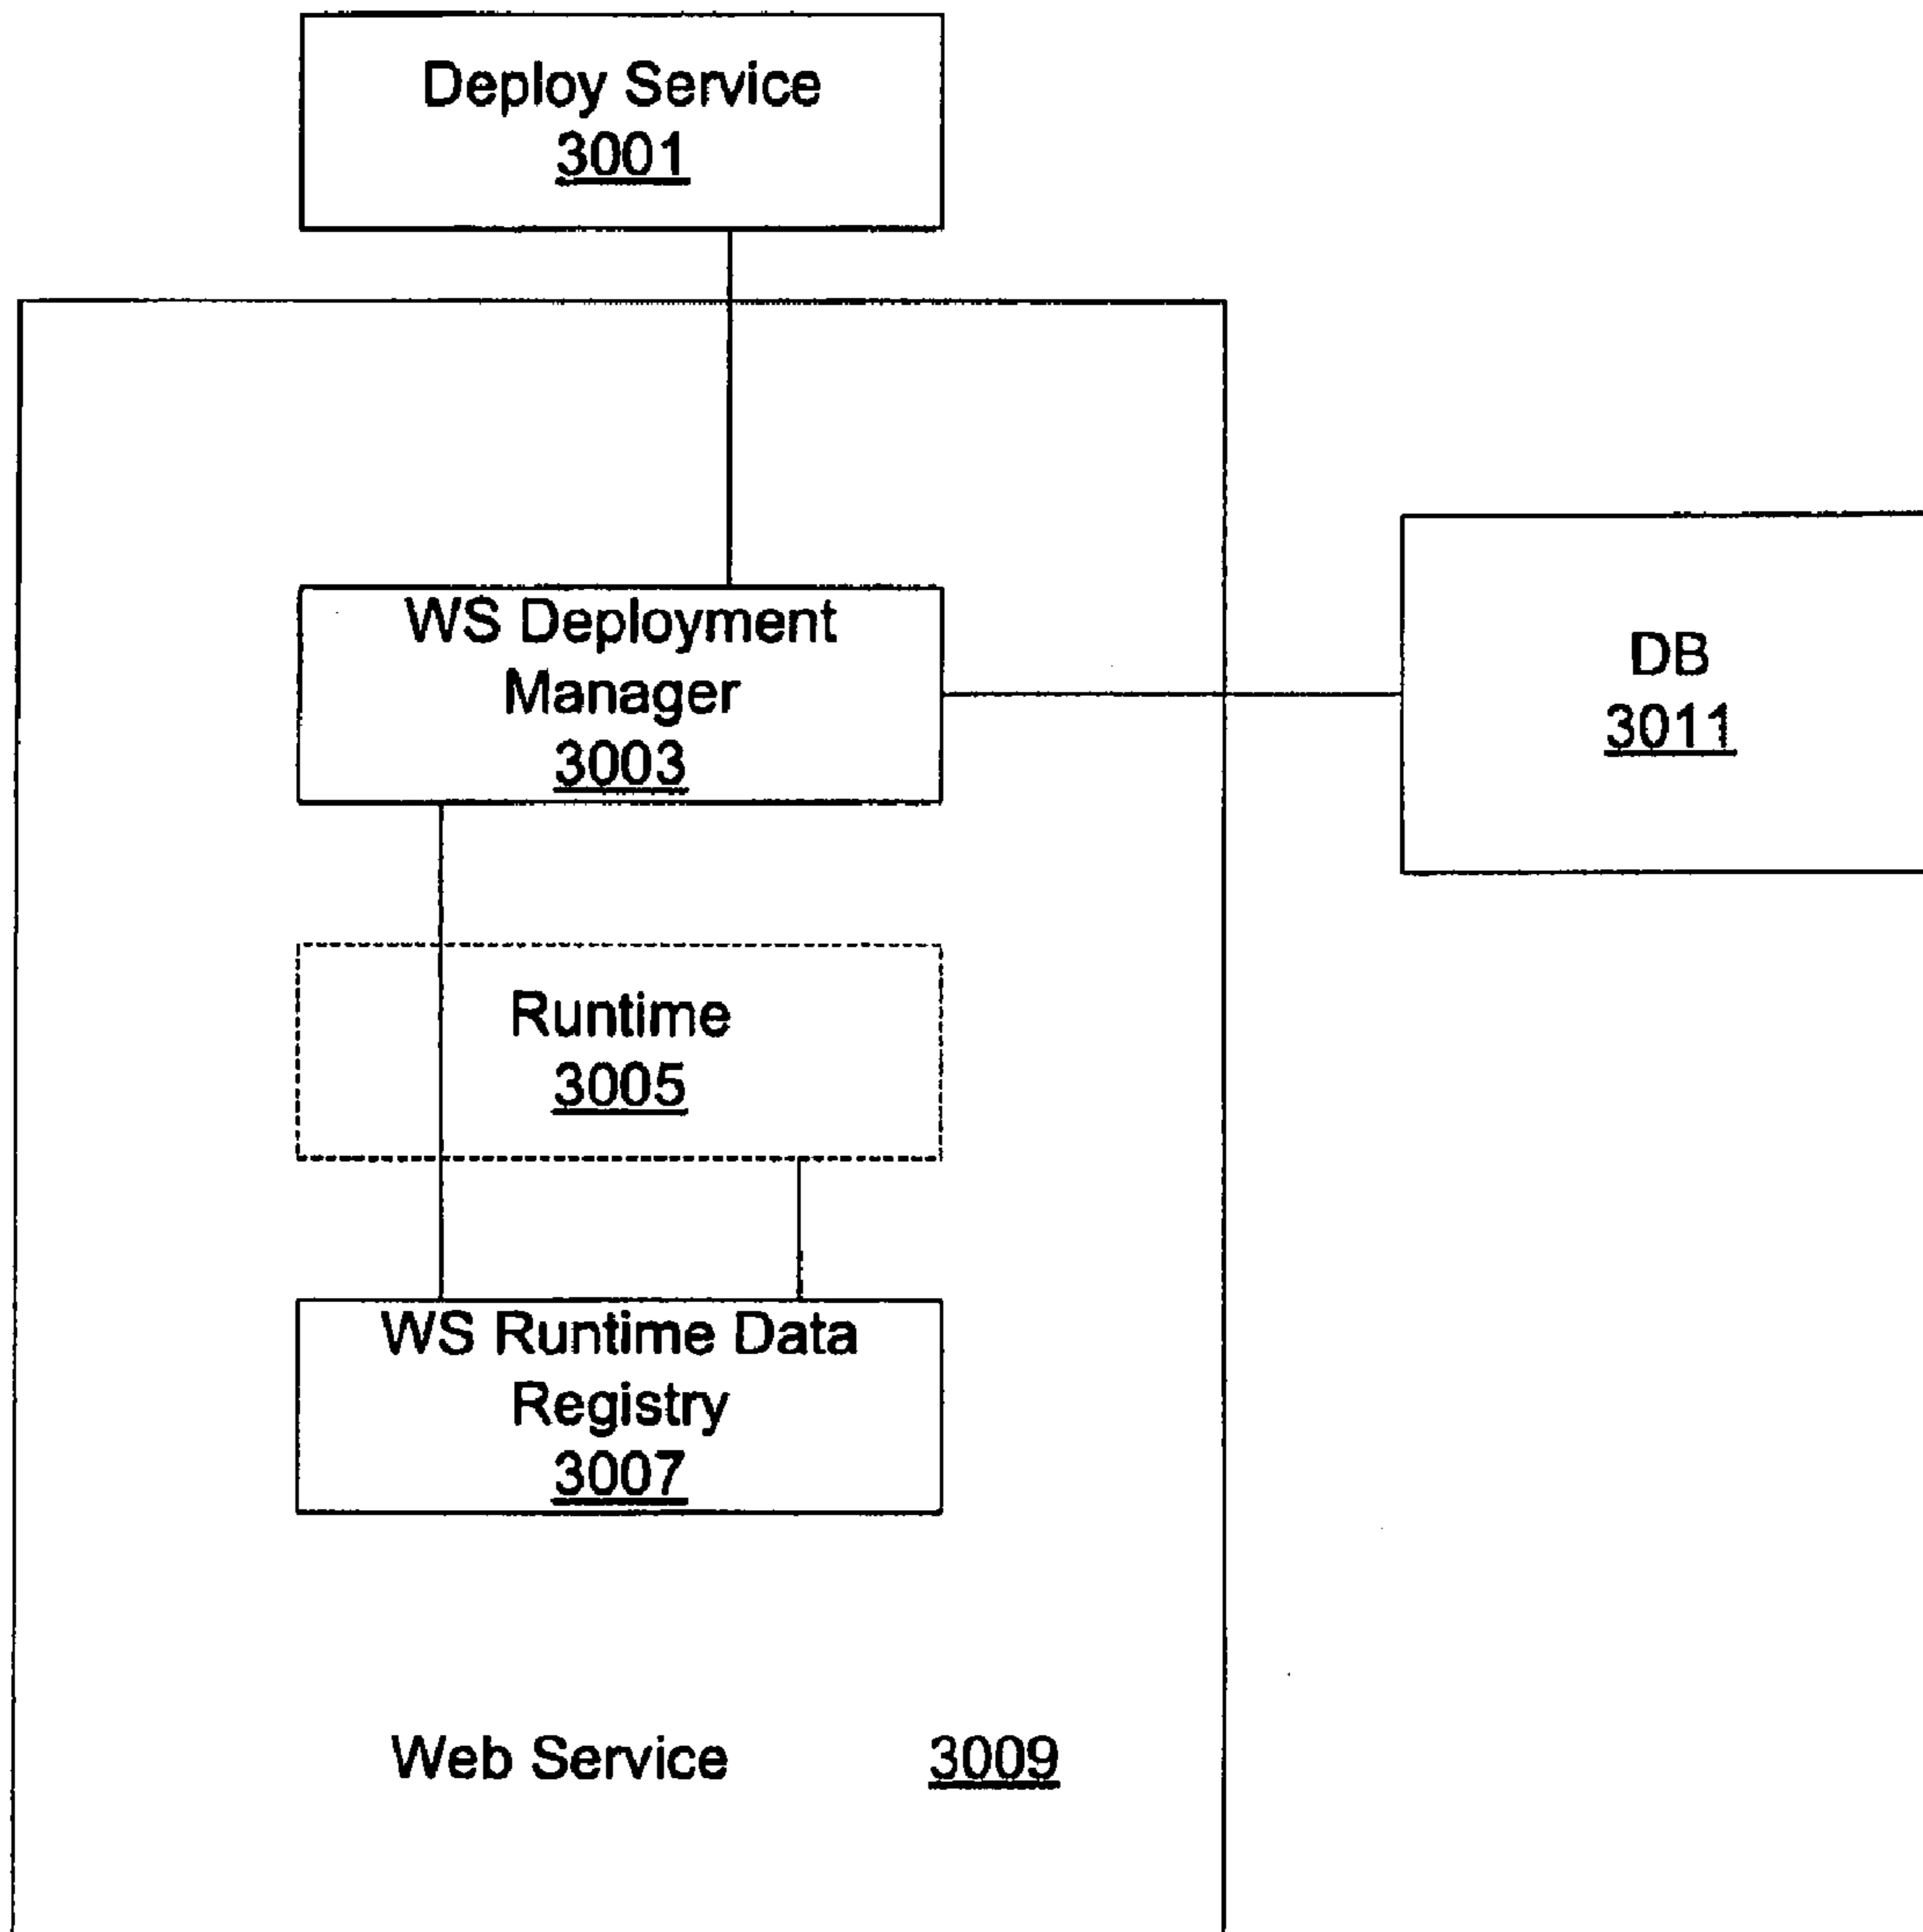 Deploy Service
3001
WS Deployment
Manager
3003
DB
3011
Runtime
3005
WS Runtime Data
Registry
3007
Web Service 3009